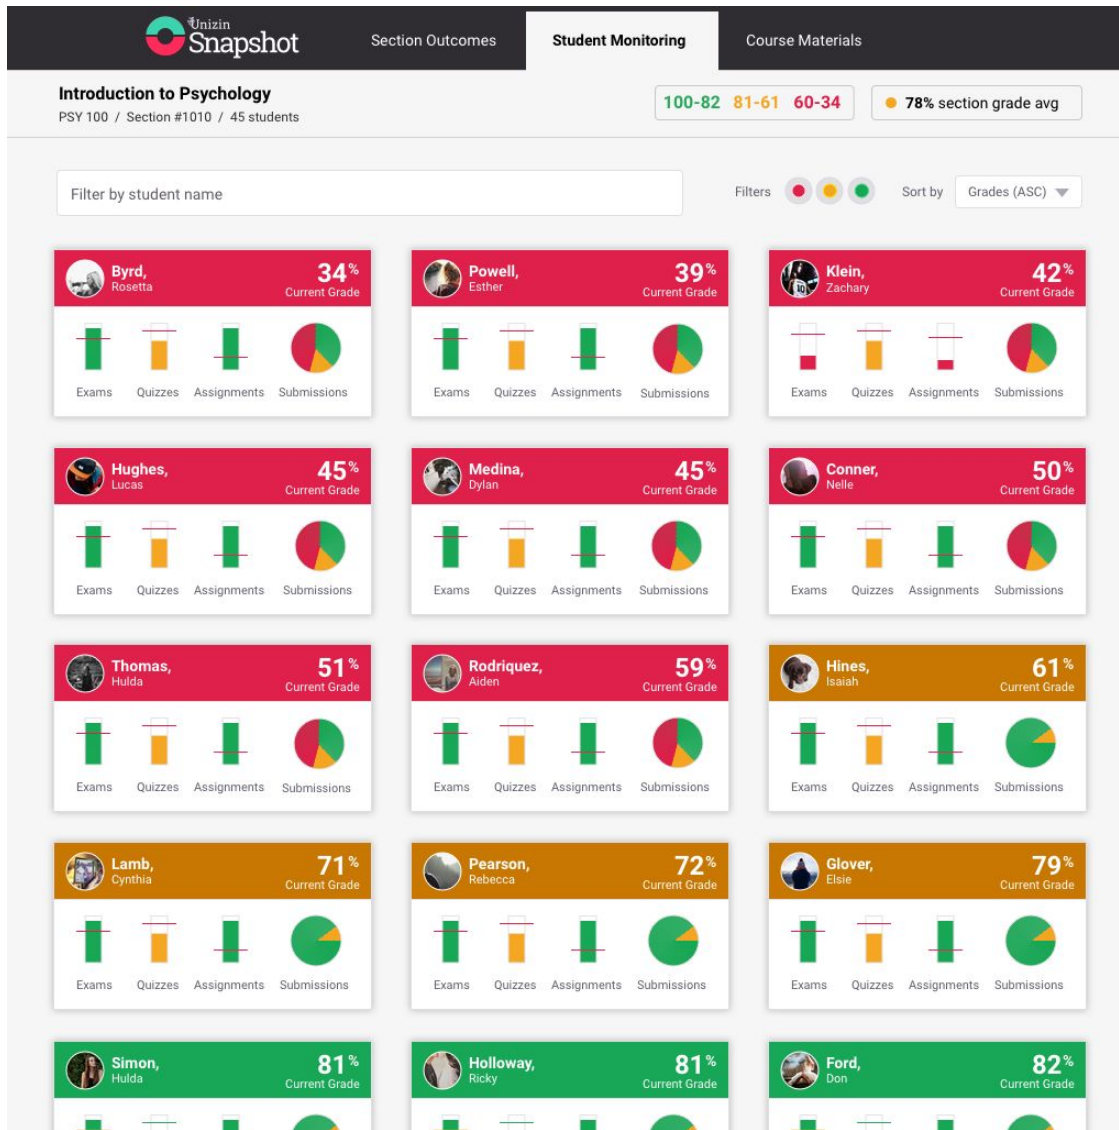 Unizin
Snapshot
Section Outcomes
Student Monitoring
Course Materials
Introduction to Psychology
PSY 100 / Section #1010 / 45 students
100-82 81-61 60-34
78% section grade avg
Filter by student name
Filters
Sort by
Grades (ASC)
Byrd,
Rosetta
34%
Current Grade
Exams Quizzes Assignments Submissions
Powell,
Esther
39%
Current Grade
Exams Quizzes Assignments Submissions
Klein,
Zachary
42%
Current Grade
Exams Quizzes Assignments Submissions
Hughes,
Lucas
45%
Current Grade
Exams Quizzes Assignments Submissions
Medina,
Dylan
45%
Current Grade
Exams Quizzes Assignments Submissions
Conner,
Nelle
50%
Current Grade
Exams Quizzes Assignments Submissions
Thomas,
Hulda
51%
Current Grade
Exams Quizzes Assignments Submissions
Rodriquez,
Aiden
59%
Current Grade
Exams Quizzes Assignments Submissions
Hines,
Isaiah
61%
Current Grade
Exams Quizzes Assignments Submissions
Lamb,
Cynthia
71%
Current Grade
Exams Quizzes Assignments Submissions
Pearson,
Rebecca
72%
Current Grade
Exams Quizzes Assignments Submissions
Glover,
Elsie
79%
Current Grade
Exams Quizzes Assignments Submissions
Simon,
Hulda
81%
Current Grade
Holloway,
Ricky
81%
Current Grade
Ford,
Don
82%
Current Grade